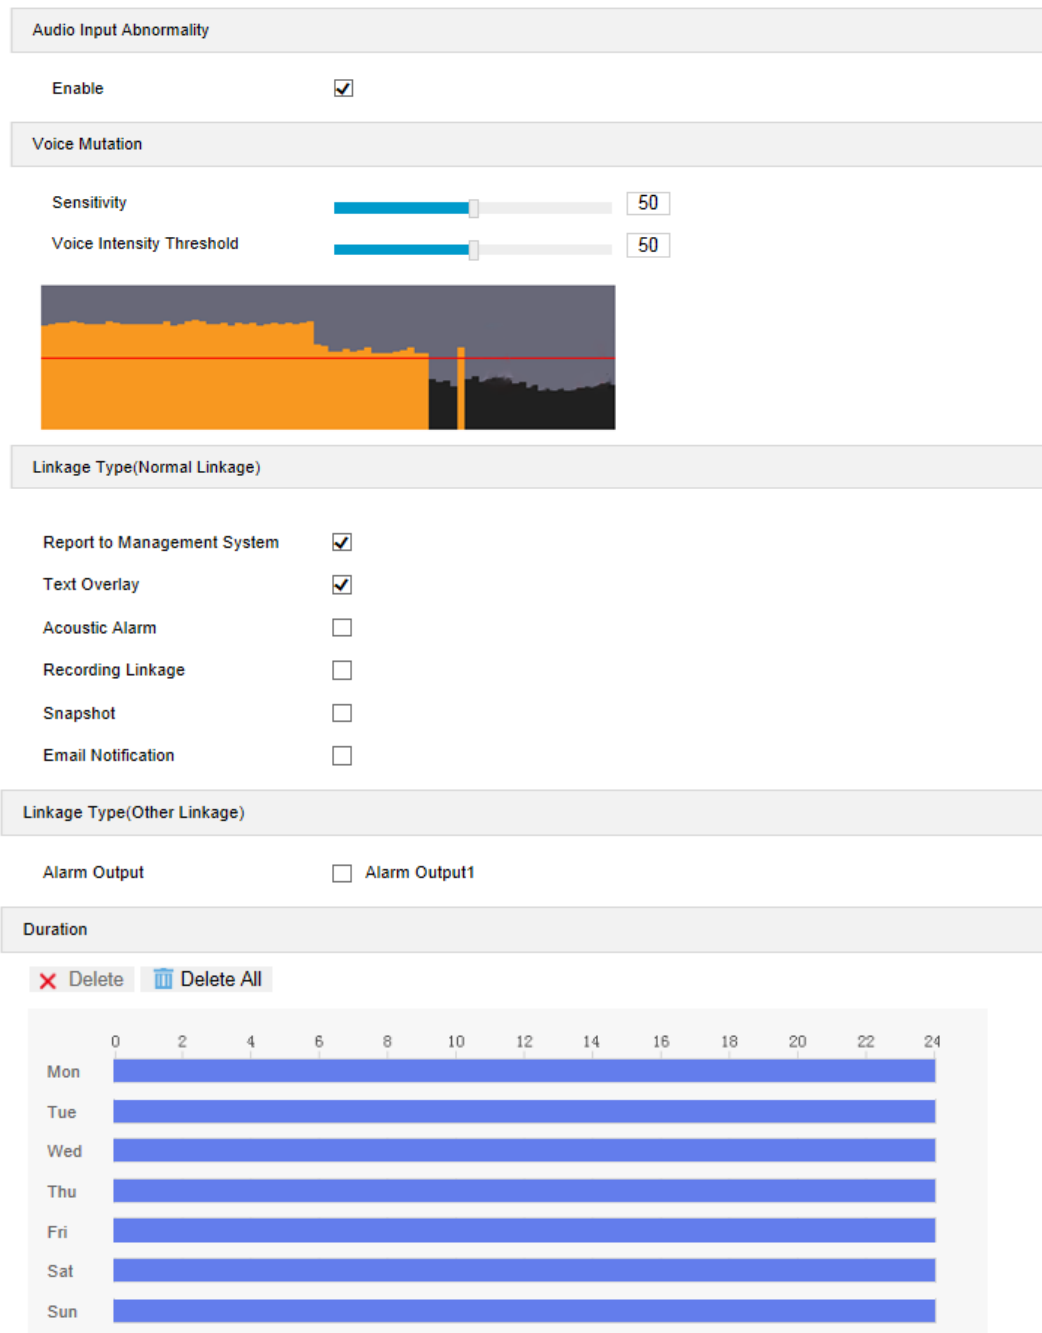 Audio Input Abnormality
Enable
Voice Mutation
Sensitivity 50
Voice Intensity Threshold 50
Linkage Type(Normal Linkage)
Report to Management System
Text Overlay
Acoustic Alarm
Recording Linkage
Snapshot
Email Notification
Linkage Type(Other Linkage)
Alarm Output Alarm Output1
Duration
Delete Delete All
0 2 4 6 8 10 12 14 16 18 20 22 24
Mon
Tue
Wed
Thu
Fri
Sat
Sun